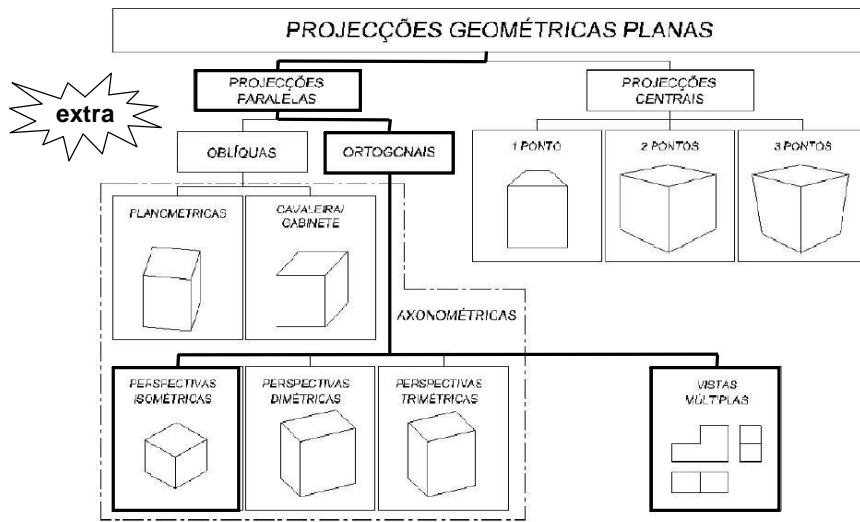 PROJECÇÕES GEOMÉTRICAS PLANAS
extra
PROJECÇÕES
PARALELAS
PROJECÇÕES
CENTRAIS
OBLÍQUAS
ORTOGONAIS
1 PONTO
2 PONTOS
3 PONTOS
PLANOMÉTRICAS
CAVALEIRA/
GABINETE
AXONOMÉTRICAS
PERSPECTIVAS
ISOMÉTRICAS
PERSPECTIVAS
DIMÉTRICAS
PERSPECTIVAS
TRIMÉTRICAS
VISTAS
MÚLTIPLAS